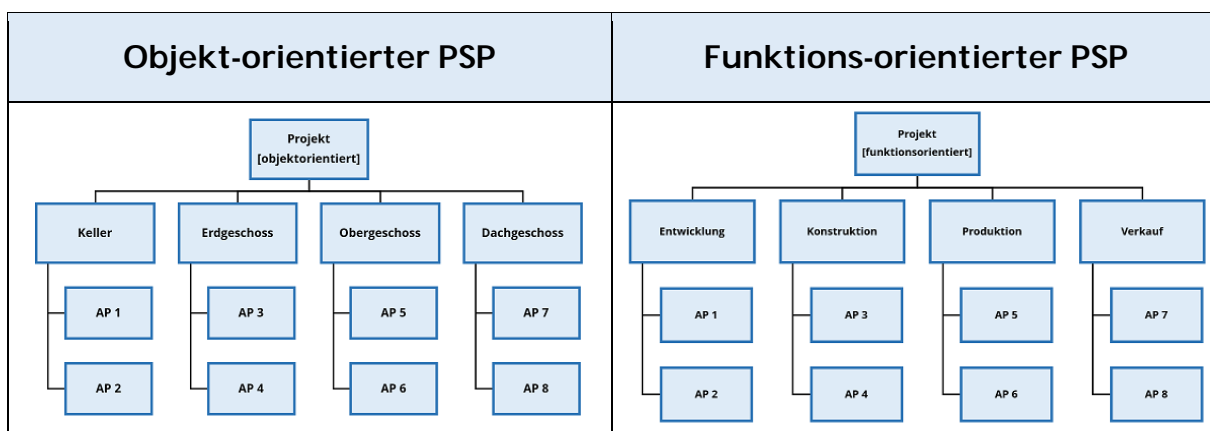 Objekt-orientierter PSP
Funktions-orientierter PSP
Projekt
[objektorientiert]
Keller
Erdgeschoss
Obergeschoss
Dachgeschoss
AP 1
AP 3
AP 5
AP 7
AP 2
AP 4
AP 6
AP 8
Projekt
[funktionsorientiert]
Entwicklung
Konstruktion
Produktion
Verkauf
AP 1
AP 3
AP 5
AP 7
AP 2
AP 4
AP 6
AP 8